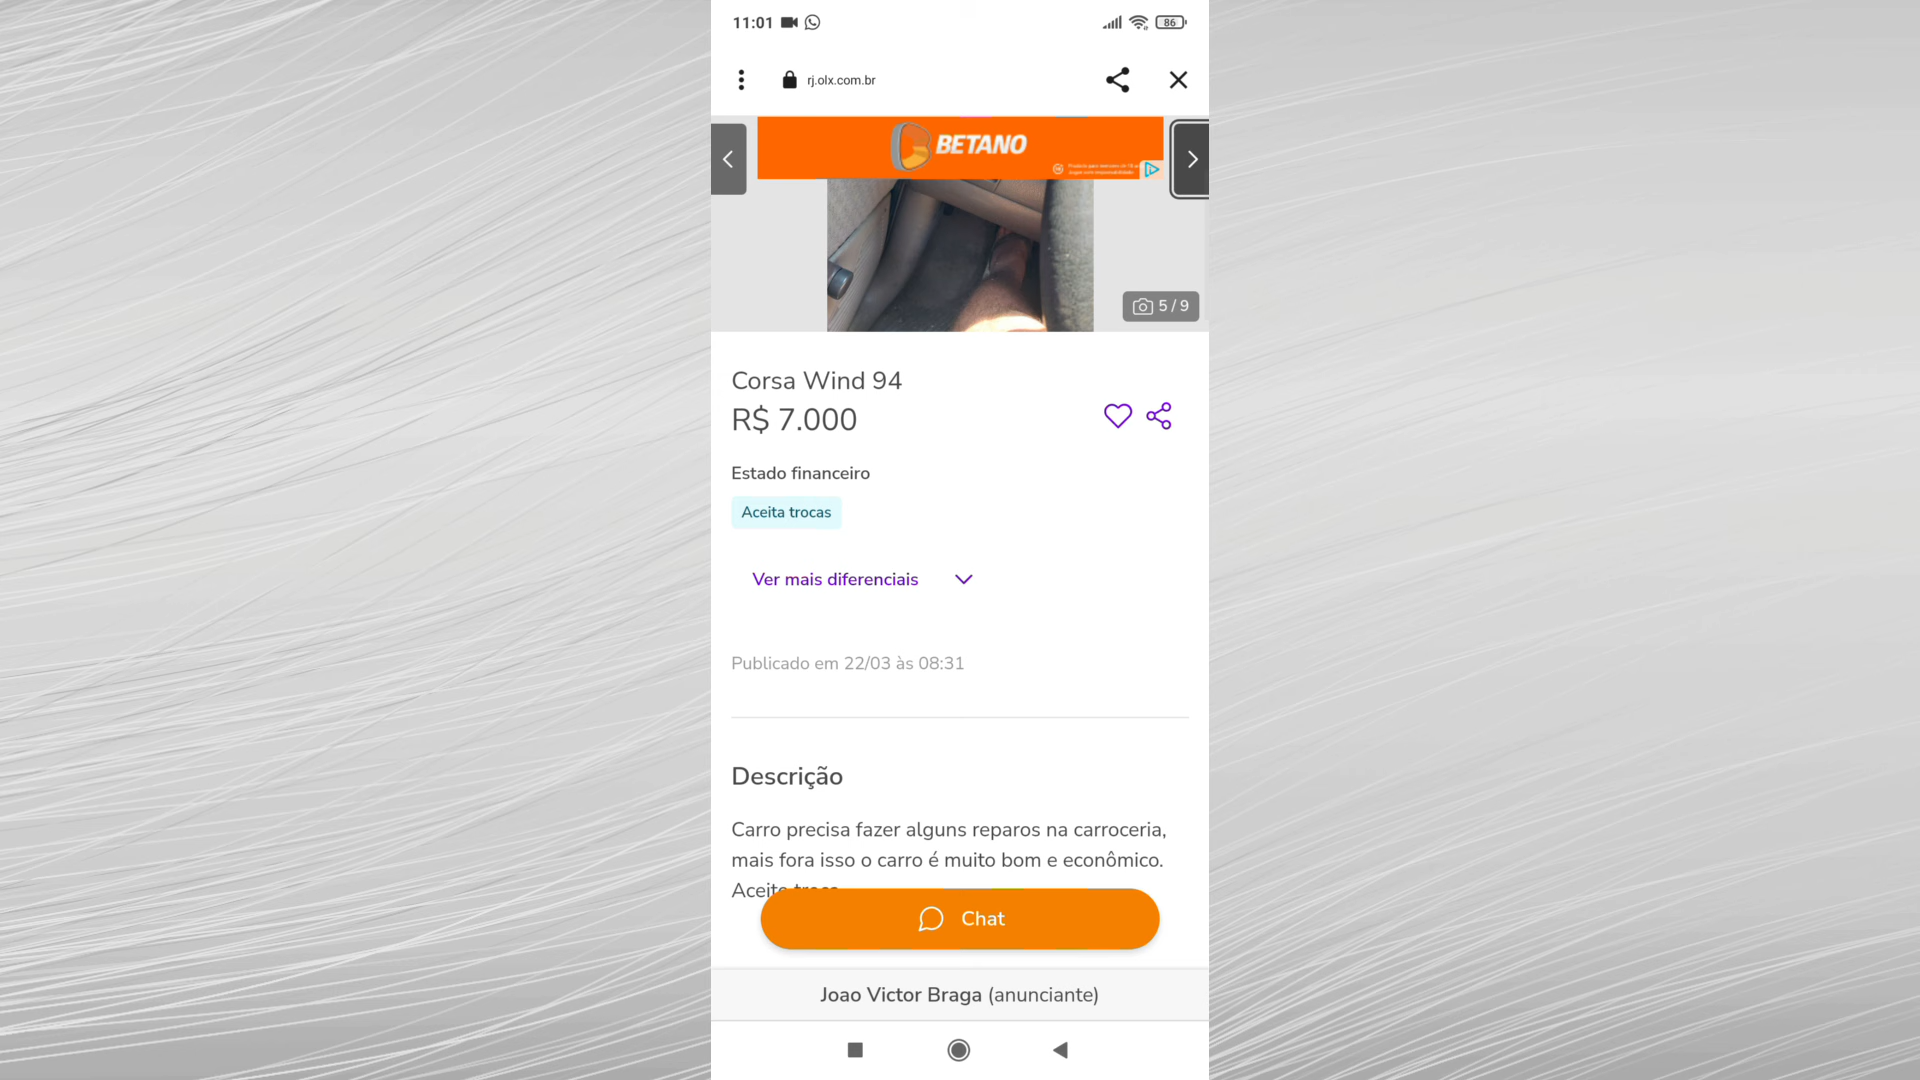 11:01
86
rj.olx.com.br
BETANO
5 / 9
Corsa Wind 94
R$ 7.000
Estado financeiro
Aceita trocas
Ver mais diferenciais
Publicado em 22/03 às 08:31
Descrição
Carro precisa fazer alguns reparos na carroceria,
mais fora isso o carro é muito bom e econômico.
Aceito troca
Chat
Joao Victor Braga (anunciante)